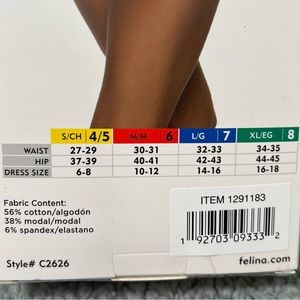 S/CH 4/5 M/M 6 L/G 7 XL/EG 8
WAIST 27-29 30-31 32-33 34-35
HIP 37-39 40-41 42-43 44-45
DRESS SIZE 6-8 10-12 14-16 16-18
Fabric Content:
56% cotton/algodón
38% modal/modal
6% spandex/elastano
ITEM 1291183
1 92703 09333 2
Style# C2626
felina.com